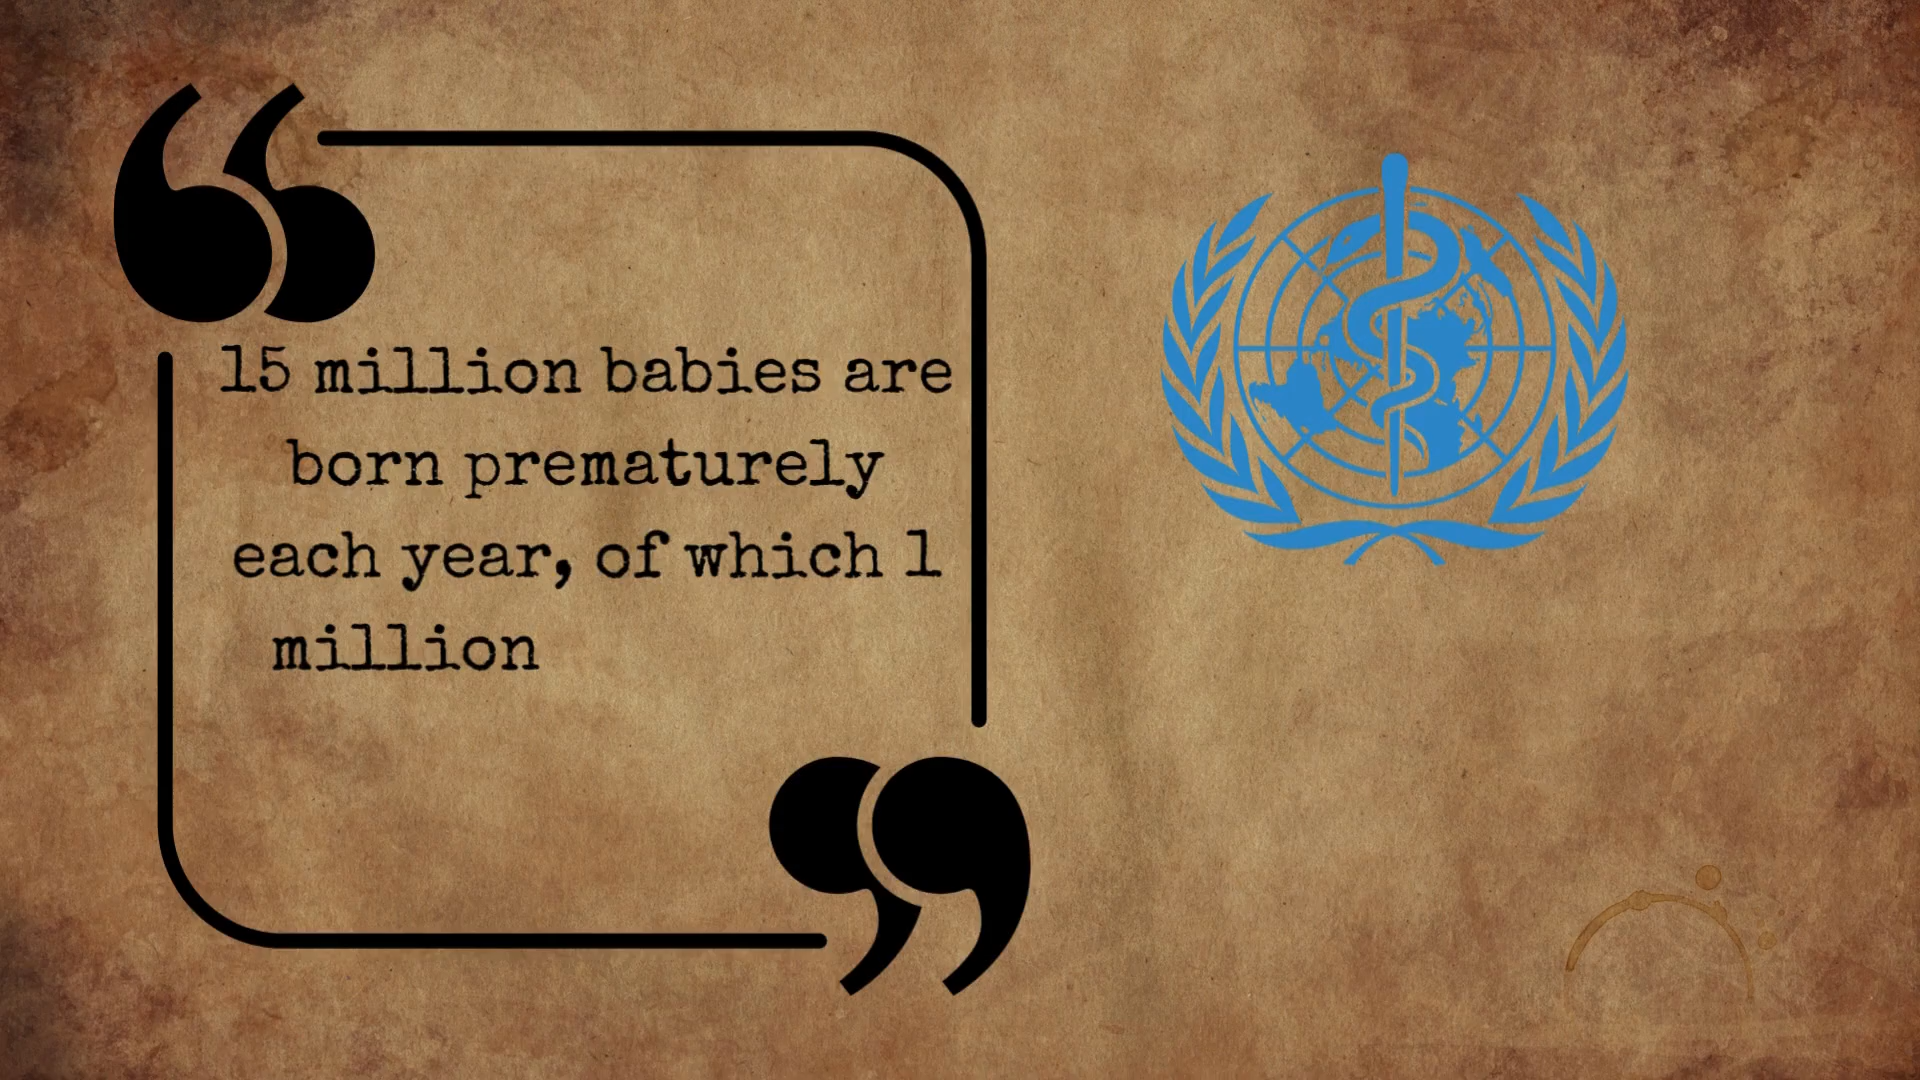 15 million babies are
born prematurely
each year, of which 1
million